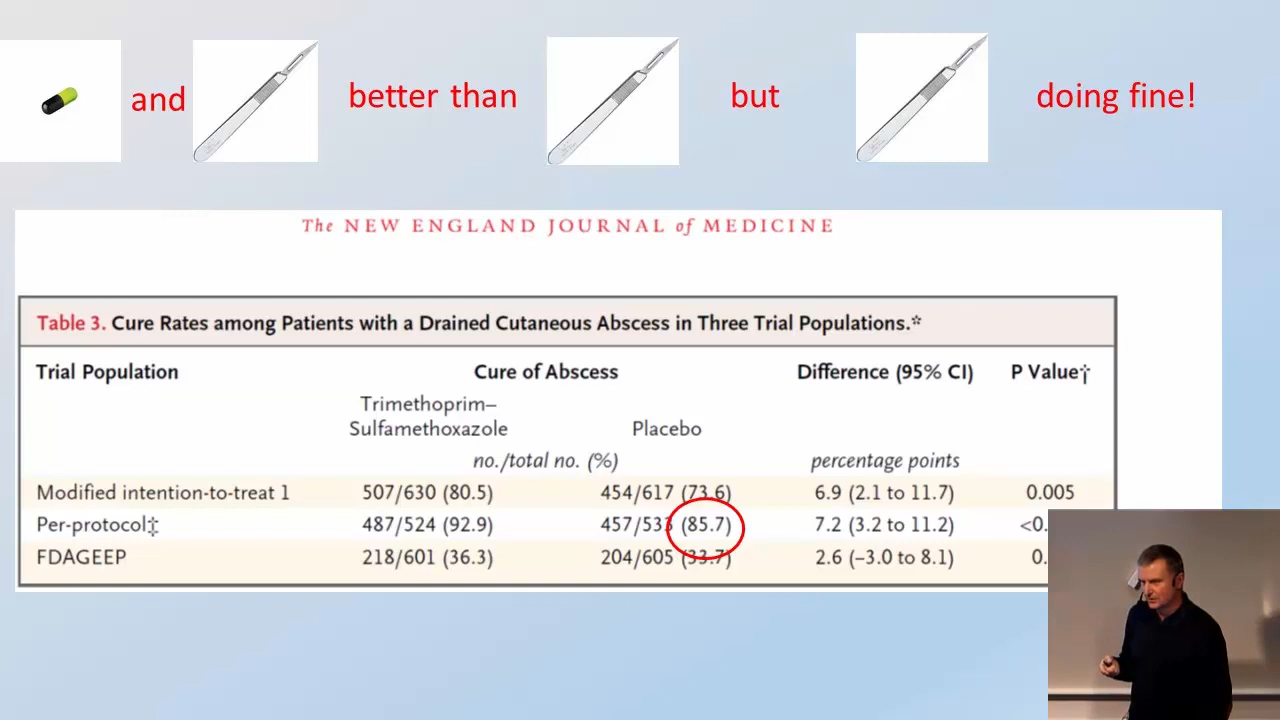 and better than but doing fine!
The NEW ENGLAND JOURNAL of MEDICINE
Table 3. Cure Rates among Patients with a Drained Cutaneous Abscess in Three Trial Populations.*
Trial Population Cure of Abscess Difference (95% CI) P Value†
Trimethoprim–
Sulfamethoxazole Placebo
no./total no. (%) percentage points
Modified intention-to-treat 1 507/630 (80.5) 454/617 (73.6) 6.9 (2.1 to 11.7) 0.005
Per-protocol‡ 487/524 (92.9) 457/533 (85.7) 7.2 (3.2 to 11.2) <0.
FDAGEEP 218/601 (36.3) 204/605 (33.7) 2.6 (–3.0 to 8.1) 0.